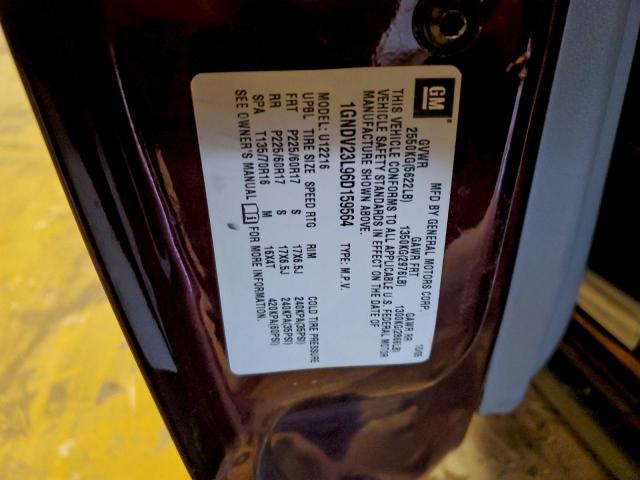 GM
MFD BY GENERAL MOTORS CORP. 10/05
GVWR GAWR FRT GAWR RR
2550KG(5622LB) 1350KG(2976LB) 1300KG(2866LB)
THIS VEHICLE CONFORMS TO ALL APPLICABLE U.S. FEDERAL MOTOR
VEHICLE SAFETY STANDARDS IN EFFECT ON THE DATE OF
MANUFACTURE SHOWN ABOVE.
1GNDV23L96D159564 TYPE: M.P.V.
MODEL: U12216
UPBL TIRE SIZE SPEED RTG RIM COLD TIRE PRESSURE
FRT P225/60R17 S 17X6.5J 240KPA(35PSI)
RR P225/60R17 S 17X6.5J 240KPA(35PSI)
SPA T135/70R16 M 16X4T 420KPA(60PSI)
SEE OWNER'S MANUAL FOR MORE INFORMATION.